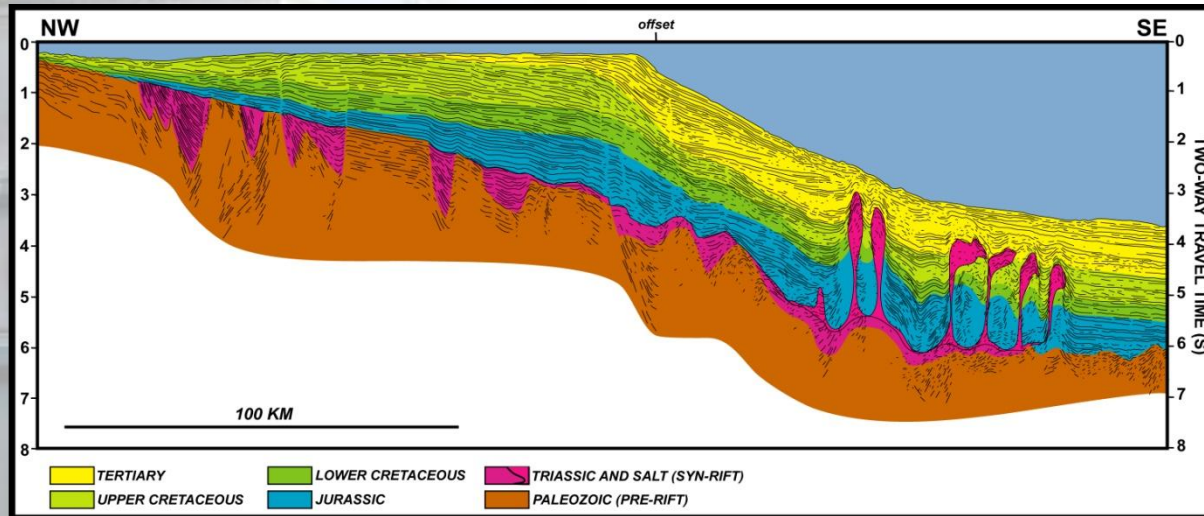 NW
offset
SE
0
1
2
3
4
5
6
7
8
0
1
2
3
4
5
6
7
8
TWO-WAY TRAVEL TIME (S)
100 KM
TERTIARY
LOWER CRETACEOUS
TRIASSIC AND SALT (SYN-RIFT)
UPPER CRETACEOUS
JURASSIC
PALEOZOIC (PRE-RIFT)